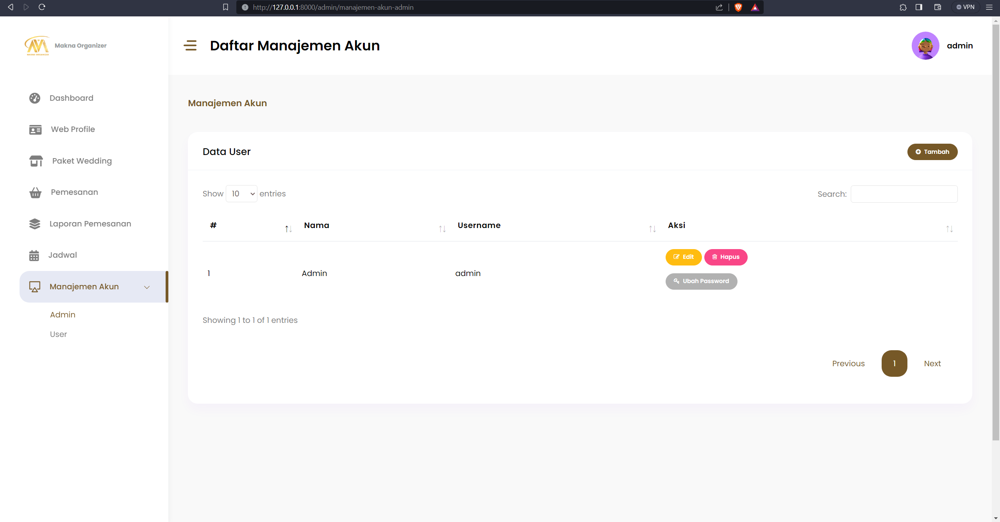 http://127.0.0.1:8000/admin/manajemen-akun-admin
VPN
MAKNA ORGANIZER
Makna Organizer
Daftar Manajemen Akun
admin
Dashboard
Web Profile
Paket Wedding
Pemesanan
Laporan Pemesanan
Jadwal
Manajemen Akun
Admin
User
Manajemen Akun
Data User
Tambah
Show 10 entries
Search:
# Nama Username Aksi
1 Admin admin
Edit Hapus
Ubah Password
Showing 1 to 1 of 1 entries
Previous 1 Next